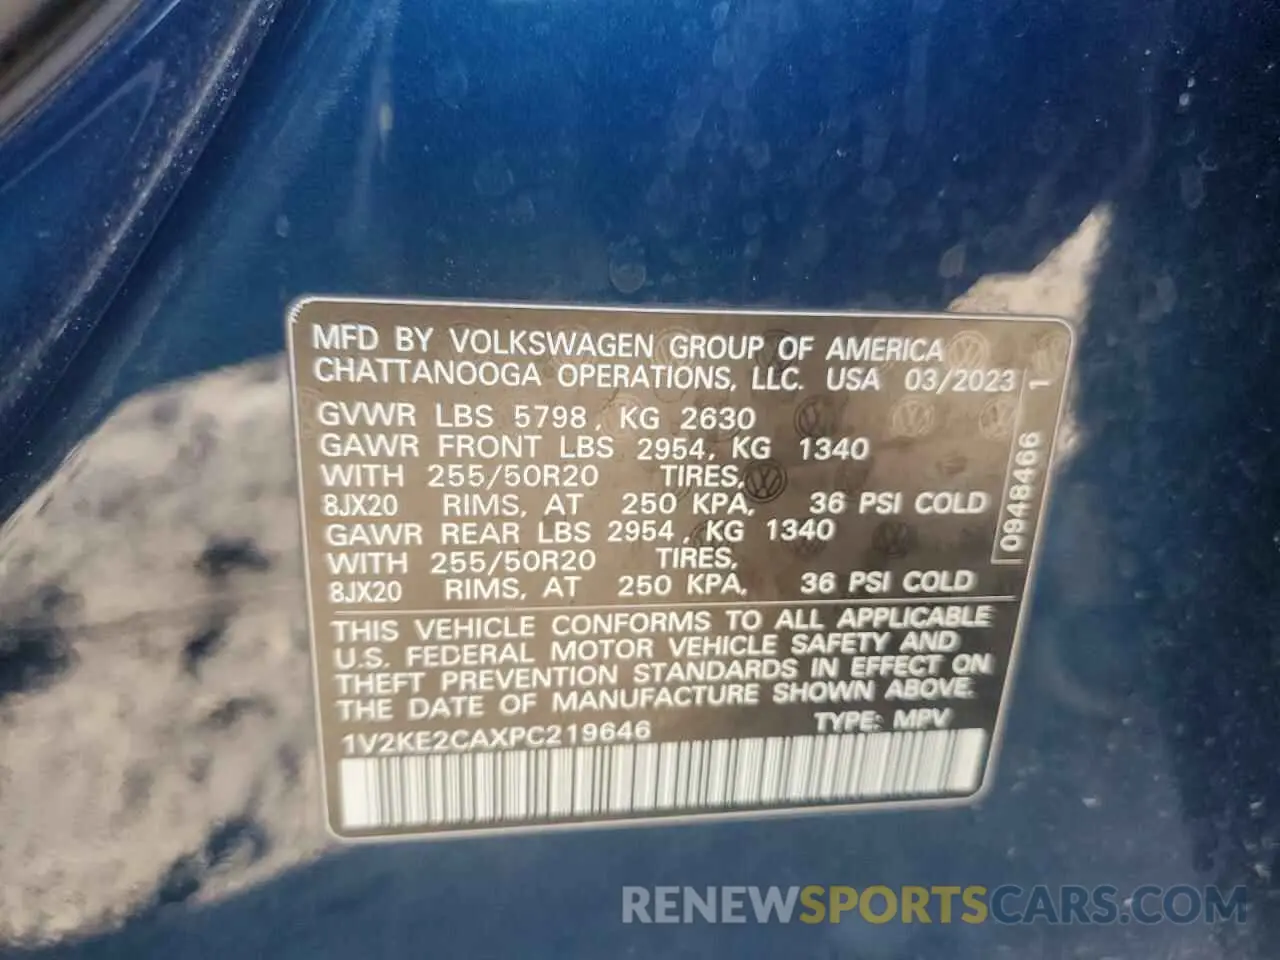 MFD BY VOLKSWAGEN GROUP OF AMERICA
CHATTANOOGA OPERATIONS, LLC. USA 03/2023
GVWR LBS 5798, KG 2630
GAWR FRONT LBS 2954, KG 1340
WITH 255/50R20 TIRES,
8JX20 RIMS, AT 250 KPA, 36 PSI COLD
GAWR REAR LBS 2954, KG 1340
WITH 255/50R20 TIRES,
8JX20 RIMS, AT 250 KPA, 36 PSI COLD
0948466 1
THIS VEHICLE CONFORMS TO ALL APPLICABLE
U.S. FEDERAL MOTOR VEHICLE SAFETY AND
THEFT PREVENTION STANDARDS IN EFFECT ON
THE DATE OF MANUFACTURE SHOWN ABOVE.
1V2KE2CAXPC219646 TYPE: MPV
RENEWSPORTSCARS.COM